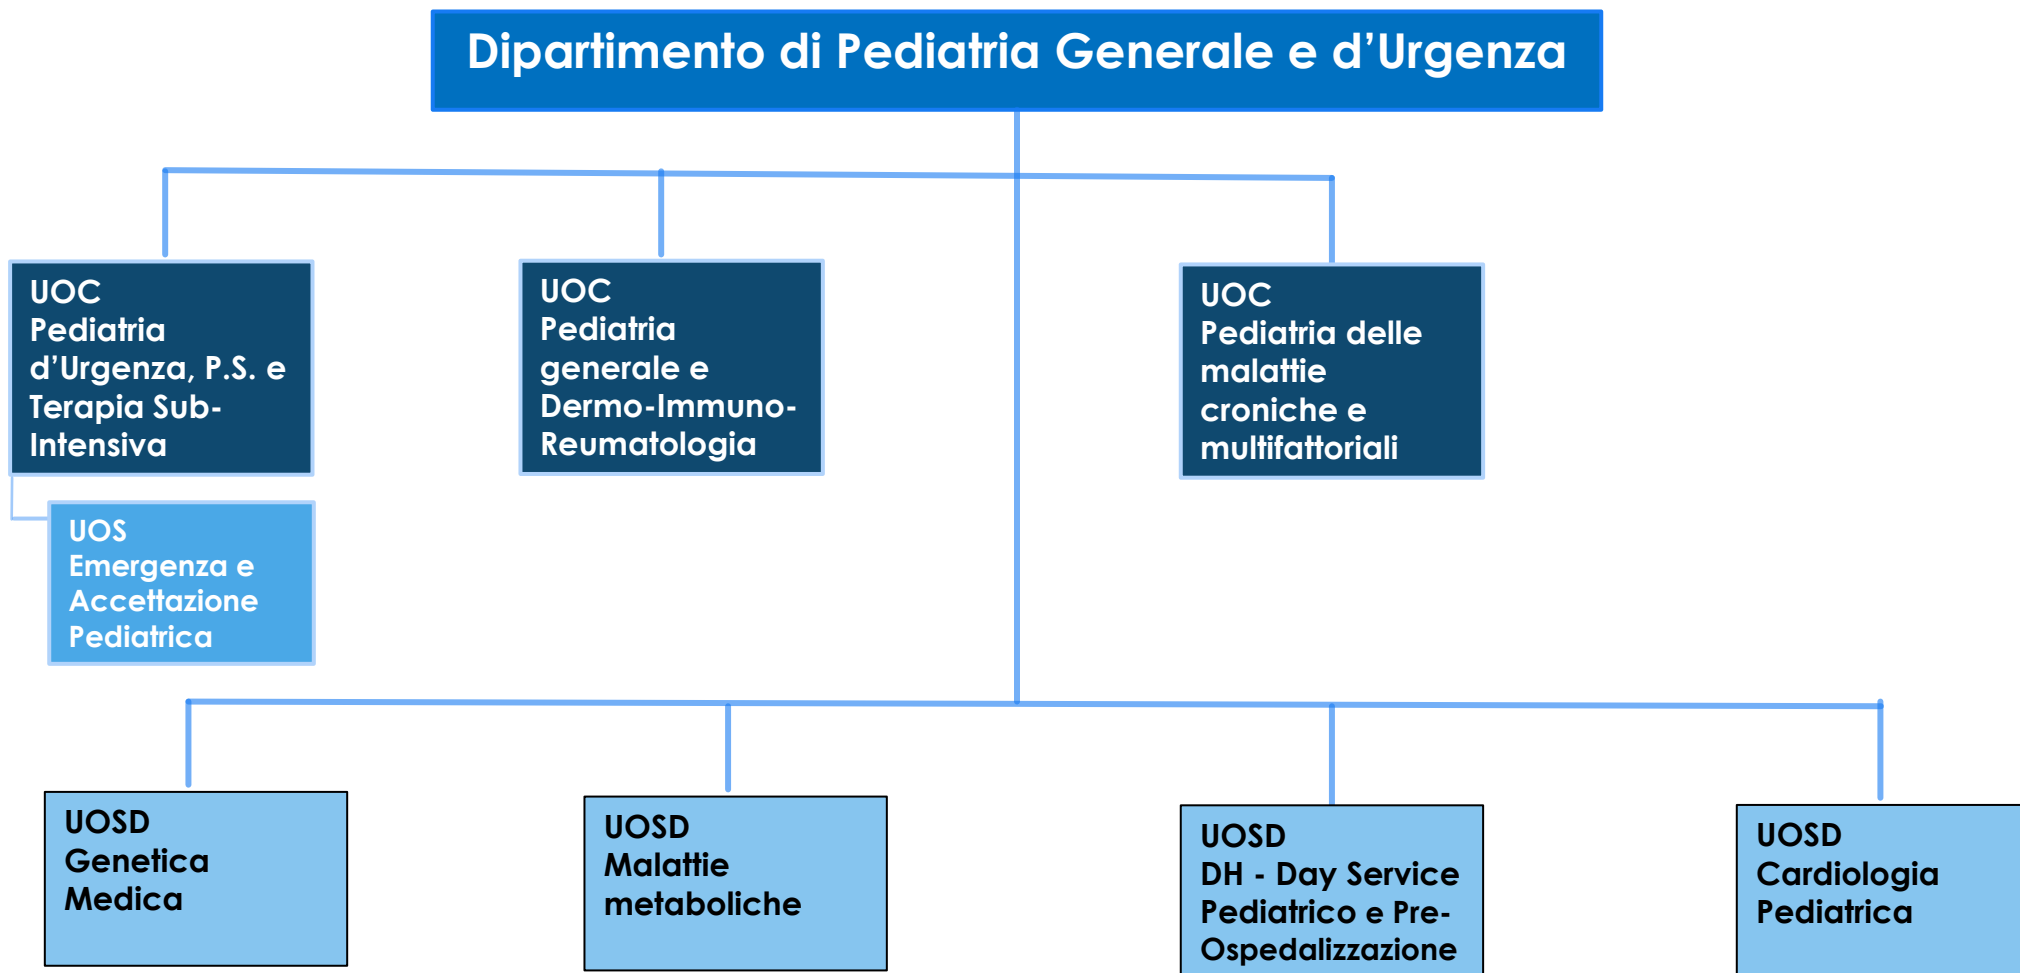 Dipartimento di Pediatria Generale e d’Urgenza
UOC
Pediatria
d’Urgenza, P.S. e
Terapia Sub-
Intensiva
UOC
Pediatria
generale e
Dermo-Immuno-
Reumatologia
UOC
Pediatria delle
malattie
croniche e
multifattoriali
UOS
Emergenza e
Accettazione
Pediatrica
UOSD
Genetica
Medica
UOSD
Malattie
metaboliche
UOSD
DH - Day Service
Pediatrico e Pre-
Ospedalizzazione
UOSD
Cardiologia
Pediatrica